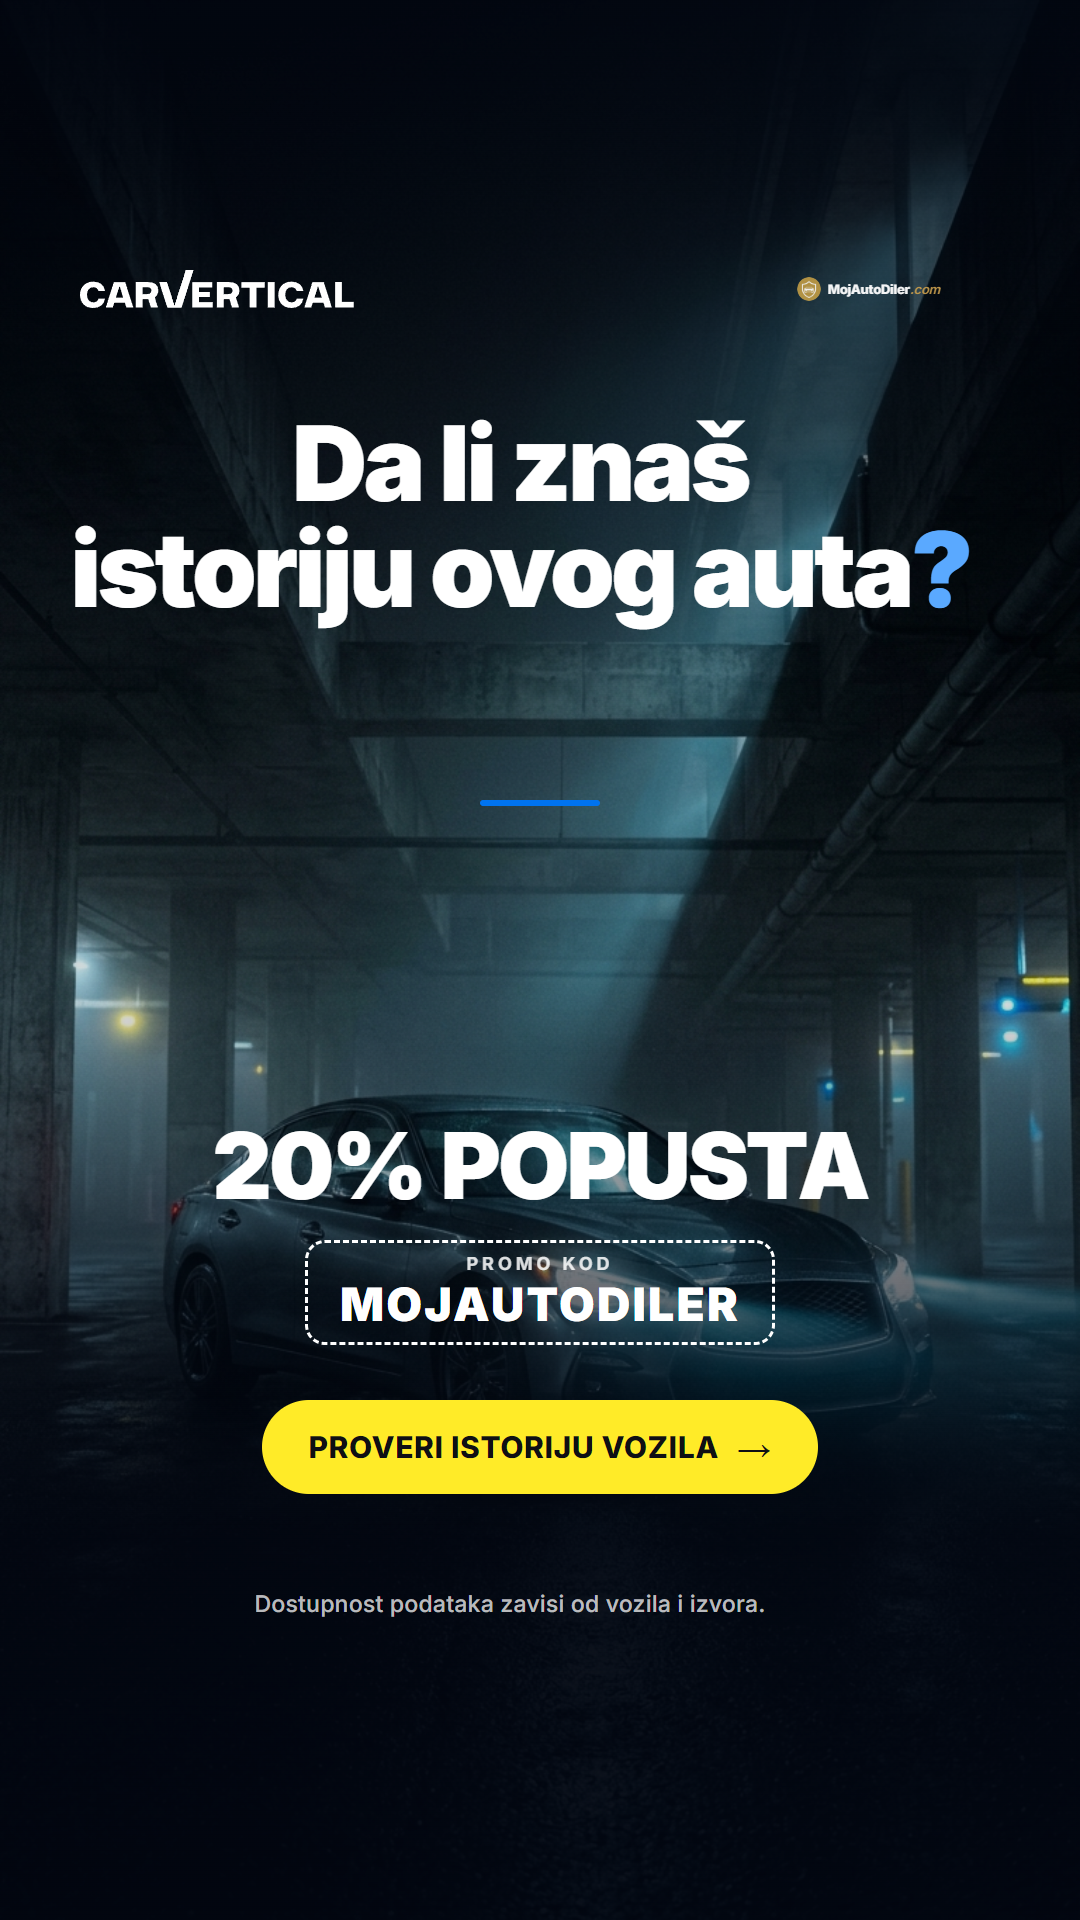 CARVERTICAL
MojAutoDiler.com
Da li znaš
istoriju ovog auta?
20% POPUSTA
PROMO KOD
MOJAUTODILER
PROVERI ISTORIJU VOZILA →
Dostupnost podataka zavisi od vozila i izvora.